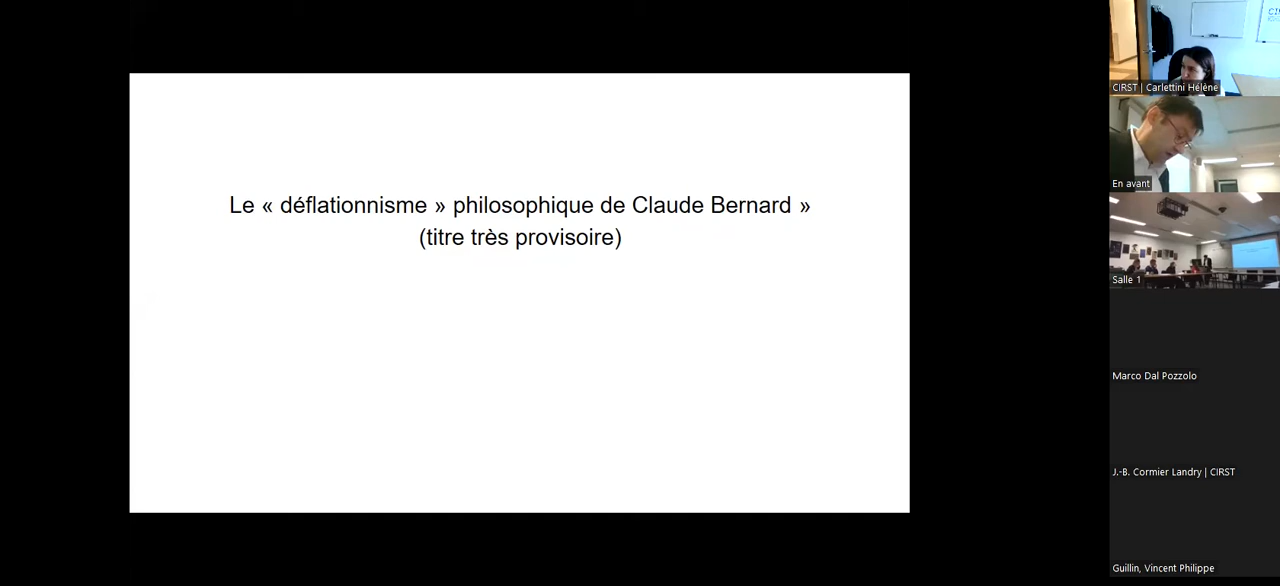 Le « déflationnisme » philosophique de Claude Bernard »
(titre très provisoire)
CIRST | Carlettini Hélène
En avant
Salle 1
Marco Dal Pozzolo
J.-B. Cormier Landry | CIRST
Guillin, Vincent Philippe